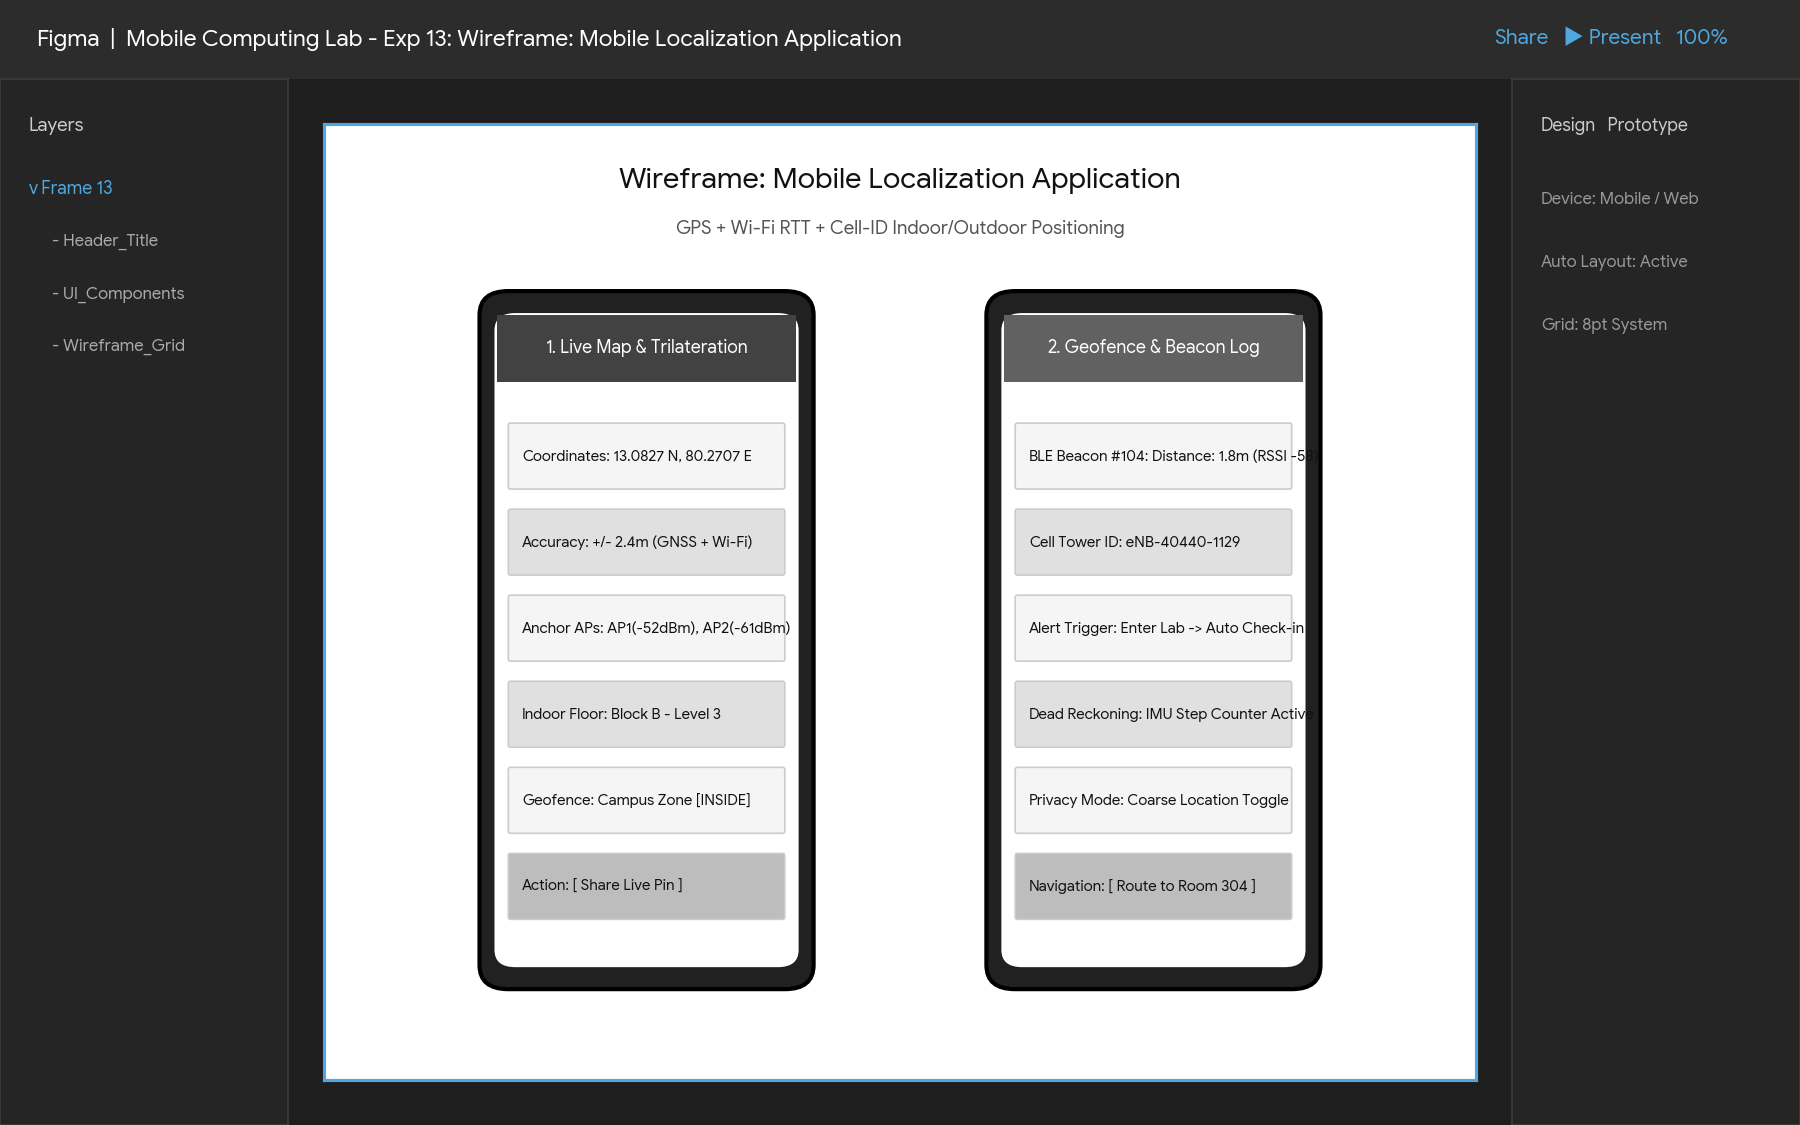 Figma | Mobile Computing Lab - Exp 13: Wireframe: Mobile Localization Application
Share ▶ Present 100%
Layers
v Frame 13
- Header_Title
- UI_Components
- Wireframe_Grid
Wireframe: Mobile Localization Application
GPS + Wi-Fi RTT + Cell-ID Indoor/Outdoor Positioning
1. Live Map & Trilateration
Coordinates: 13.0827 N, 80.2707 E
Accuracy: +/- 2.4m (GNSS + Wi-Fi)
Anchor APs: AP1(-52dBm), AP2(-61dBm)
Indoor Floor: Block B - Level 3
Geofence: Campus Zone [INSIDE]
Action: [ Share Live Pin ]
2. Geofence & Beacon Log
BLE Beacon #104: Distance: 1.8m (RSSI -58)
Cell Tower ID: eNB-40440-1129
Alert Trigger: Enter Lab -> Auto Check-in
Dead Reckoning: IMU Step Counter Active
Privacy Mode: Coarse Location Toggle
Navigation: [ Route to Room 304 ]
Design Prototype
Device: Mobile / Web
Auto Layout: Active
Grid: 8pt System